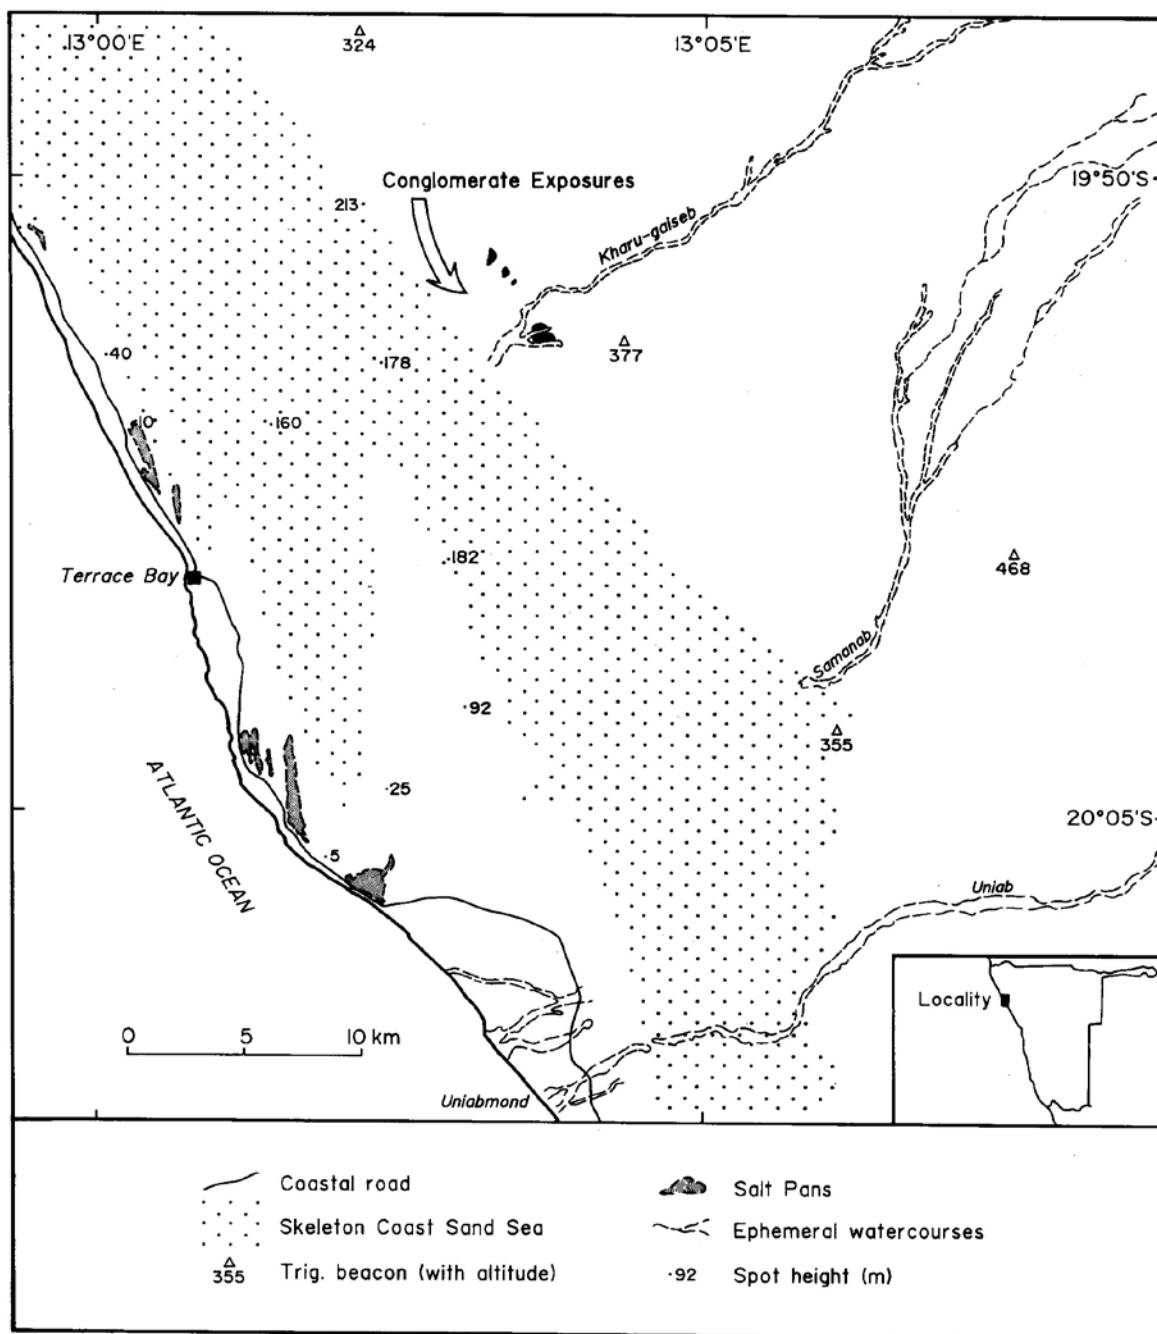 13°00'E
324
13°05'E
Conglomerate Exposures
19°50'S
213
Kharu-gaiseb
·40
·178
377
·10
·160
·182
468
Terrace Bay
Samanab
·92
355
ATLANTIC OCEAN
·25
20°05'S
·5
Uniab
Locality
0 5 10 km
Uniabmond
Coastal road
Salt Pans
Skeleton Coast Sand Sea
Ephemeral watercourses
355 Trig. beacon (with altitude)
·92 Spot height (m)